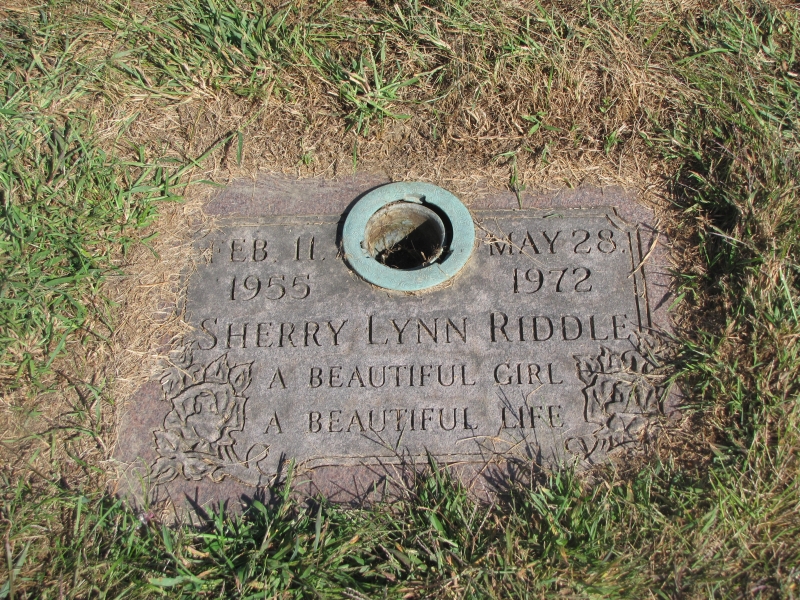 FEB. 11, MAY 28,
1955 1972
SHERRY LYNN RIDDLE
A BEAUTIFUL GIRL
A BEAUTIFUL LIFE